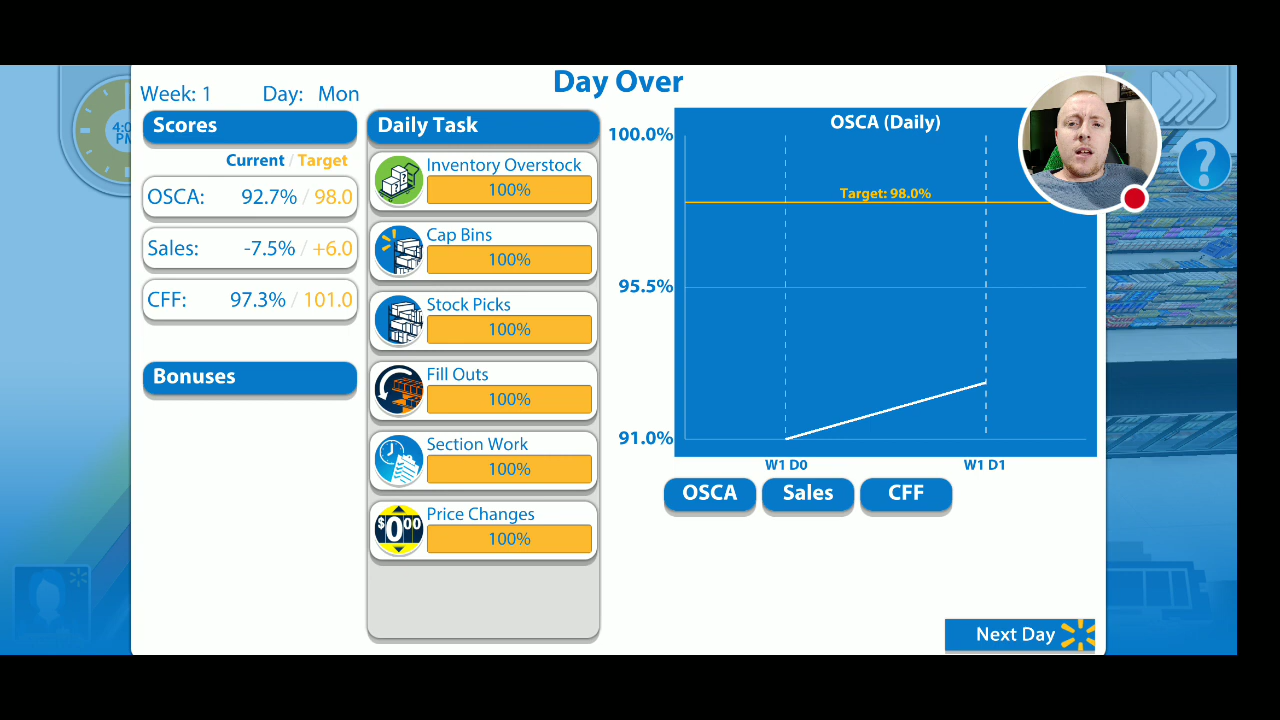 Day Over
Week: 1 Day: Mon
Scores
Current / Target
OSCA: 92.7% / 98.0
Sales: -7.5% / +6.0
CFF: 97.3% / 101.0
Bonuses
Daily Task
Inventory Overstock
100%
Cap Bins
100%
Stock Picks
100%
Fill Outs
100%
Section Work
100%
Price Changes
100%
$0.00
OSCA (Daily)
100.0%
Target: 98.0%
95.5%
91.0%
W1 D0 W1 D1
OSCA Sales CFF
Next Day
?